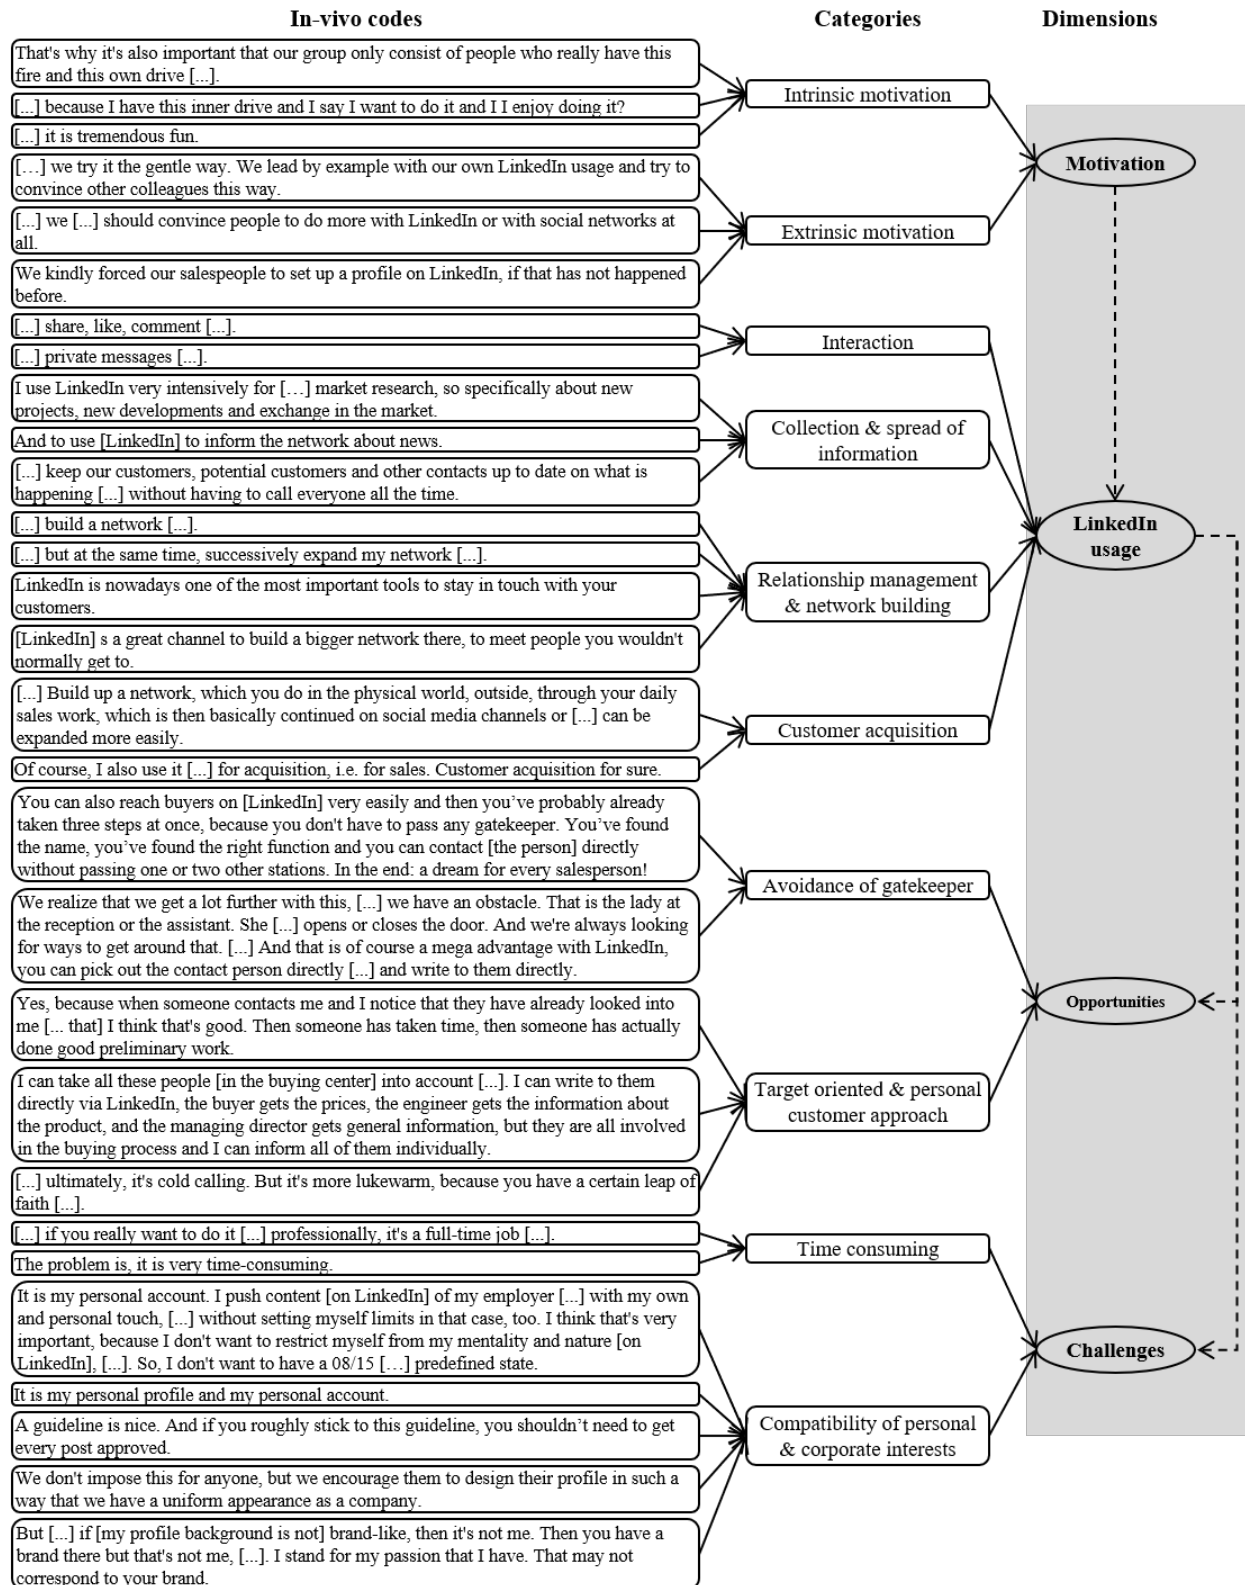 In-vivo codes
Categories
Dimensions
That's why it's also important that our group only consist of people who really have this
fire and this own drive [...].
[...] because I have this inner drive and I say I want to do it and I I enjoy doing it?
[...] it is tremendous fun.
Intrinsic motivation
[…] we try it the gentle way. We lead by example with our own LinkedIn usage and try to
convince other colleagues this way.
[...] we [...] should convince people to do more with LinkedIn or with social networks at
all.
We kindly forced our salespeople to set up a profile on LinkedIn, if that has not happened
before.
Extrinsic motivation
Motivation
[...] share, like, comment [...].
[...] private messages [...].
Interaction
I use LinkedIn very intensively for […] market research, so specifically about new
projects, new developments and exchange in the market.
And to use [LinkedIn] to inform the network about news.
[...] keep our customers, potential customers and other contacts up to date on what is
happening [...] without having to call everyone all the time.
Collection & spread of
information
[...] build a network [...].
[...] but at the same time, successively expand my network [...].
LinkedIn is nowadays one of the most important tools to stay in touch with your
customers.
[LinkedIn] s a great channel to build a bigger network there, to meet people you wouldn't
normally get to.
Relationship management
& network building
[...] Build up a network, which you do in the physical world, outside, through your daily
sales work, which is then basically continued on social media channels or [...] can be
expanded more easily.
Of course, I also use it [...] for acquisition, i.e. for sales. Customer acquisition for sure.
Customer acquisition
LinkedIn
usage
You can also reach buyers on [LinkedIn] very easily and then you’ve probably already
taken three steps at once, because you don't have to pass any gatekeeper. You’ve found
the name, you’ve found the right function and you can contact [the person] directly
without passing one or two other stations. In the end: a dream for every salesperson!
We realize that we get a lot further with this, [...] we have an obstacle. That is the lady at
the reception or the assistant. She [...] opens or closes the door. And we're always looking
for ways to get around that. [...] And that is of course a mega advantage with LinkedIn,
you can pick out the contact person directly [...] and write to them directly.
Avoidance of gatekeeper
Yes, because when someone contacts me and I notice that they have already looked into
me [... that] I think that's good. Then someone has taken time, then someone has actually
done good preliminary work.
I can take all these people [in the buying center] into account [...]. I can write to them
directly via LinkedIn, the buyer gets the prices, the engineer gets the information about
the product, and the managing director gets general information, but they are all involved
in the buying process and I can inform all of them individually.
[...] ultimately, it's cold calling. But it's more lukewarm, because you have a certain leap of
faith [...].
Target oriented & personal
customer approach
Opportunities
[...] if you really want to do it [...] professionally, it's a full-time job [...].
The problem is, it is very time-consuming.
Time consuming
It is my personal account. I push content [on LinkedIn] of my employer [...] with my own
and personal touch, [...] without setting myself limits in that case, too. I think that's very
important, because I don't want to restrict myself from my mentality and nature [on
LinkedIn], [...]. So, I don't want to have a 08/15 […] predefined state.
It is my personal profile and my personal account.
A guideline is nice. And if you roughly stick to this guideline, you shouldn’t need to get
every post approved.
We don't impose this for anyone, but we encourage them to design their profile in such a
way that we have a uniform appearance as a company.
But [...] if [my profile background is not] brand-like, then it's not me. Then you have a
brand there but that's not me, [...]. I stand for my passion that I have. That may not
correspond to your brand.
Compatibility of personal
& corporate interests
Challenges